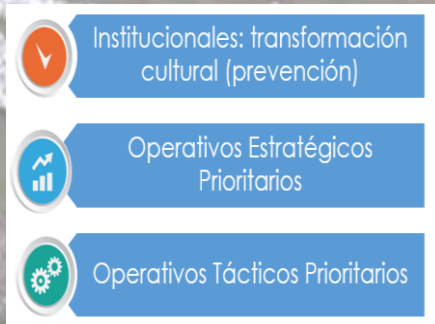 Institucionales: transformación
cultural (prevención)
Operativos Estratégicos
Prioritarios
Operativos Tácticos Prioritarios